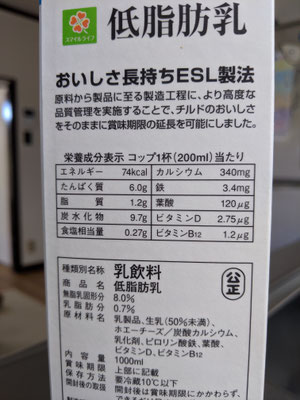 スマイルライフ
低脂肪乳
おいしさ長持ちESL製法
原料から製品に至る製造工程に、より高度な
品質管理を実施することで、チルドのおいしさ
をそのままに賞味期限の延長を可能にしました。
栄養成分表示 コップ1杯(200ml)当たり
エネルギー 74kcal カルシウム 340mg
たんぱく質 6.0g 鉄 3.4mg
脂質 1.2g 葉酸 120μg
炭水化物 9.7g ビタミンD 2.75μg
食塩相当量 0.27g ビタミンB12 1.2μg
種類別名称 乳飲料
商品名 低脂肪乳
無脂乳固形分 8.0%
乳脂肪分 0.7%
原材料名 乳製品、生乳(50%未満)、
ホエーチーズ/炭酸カルシウム、
乳化剤、ピロリン酸鉄、葉酸、
ビタミンD、ビタミンB12
内容量 1000ml
賞味期限 上部に記載
保存方法 要冷蔵10℃以下
開封後の取扱 開封後は賞味期限にかかわらず、
公正